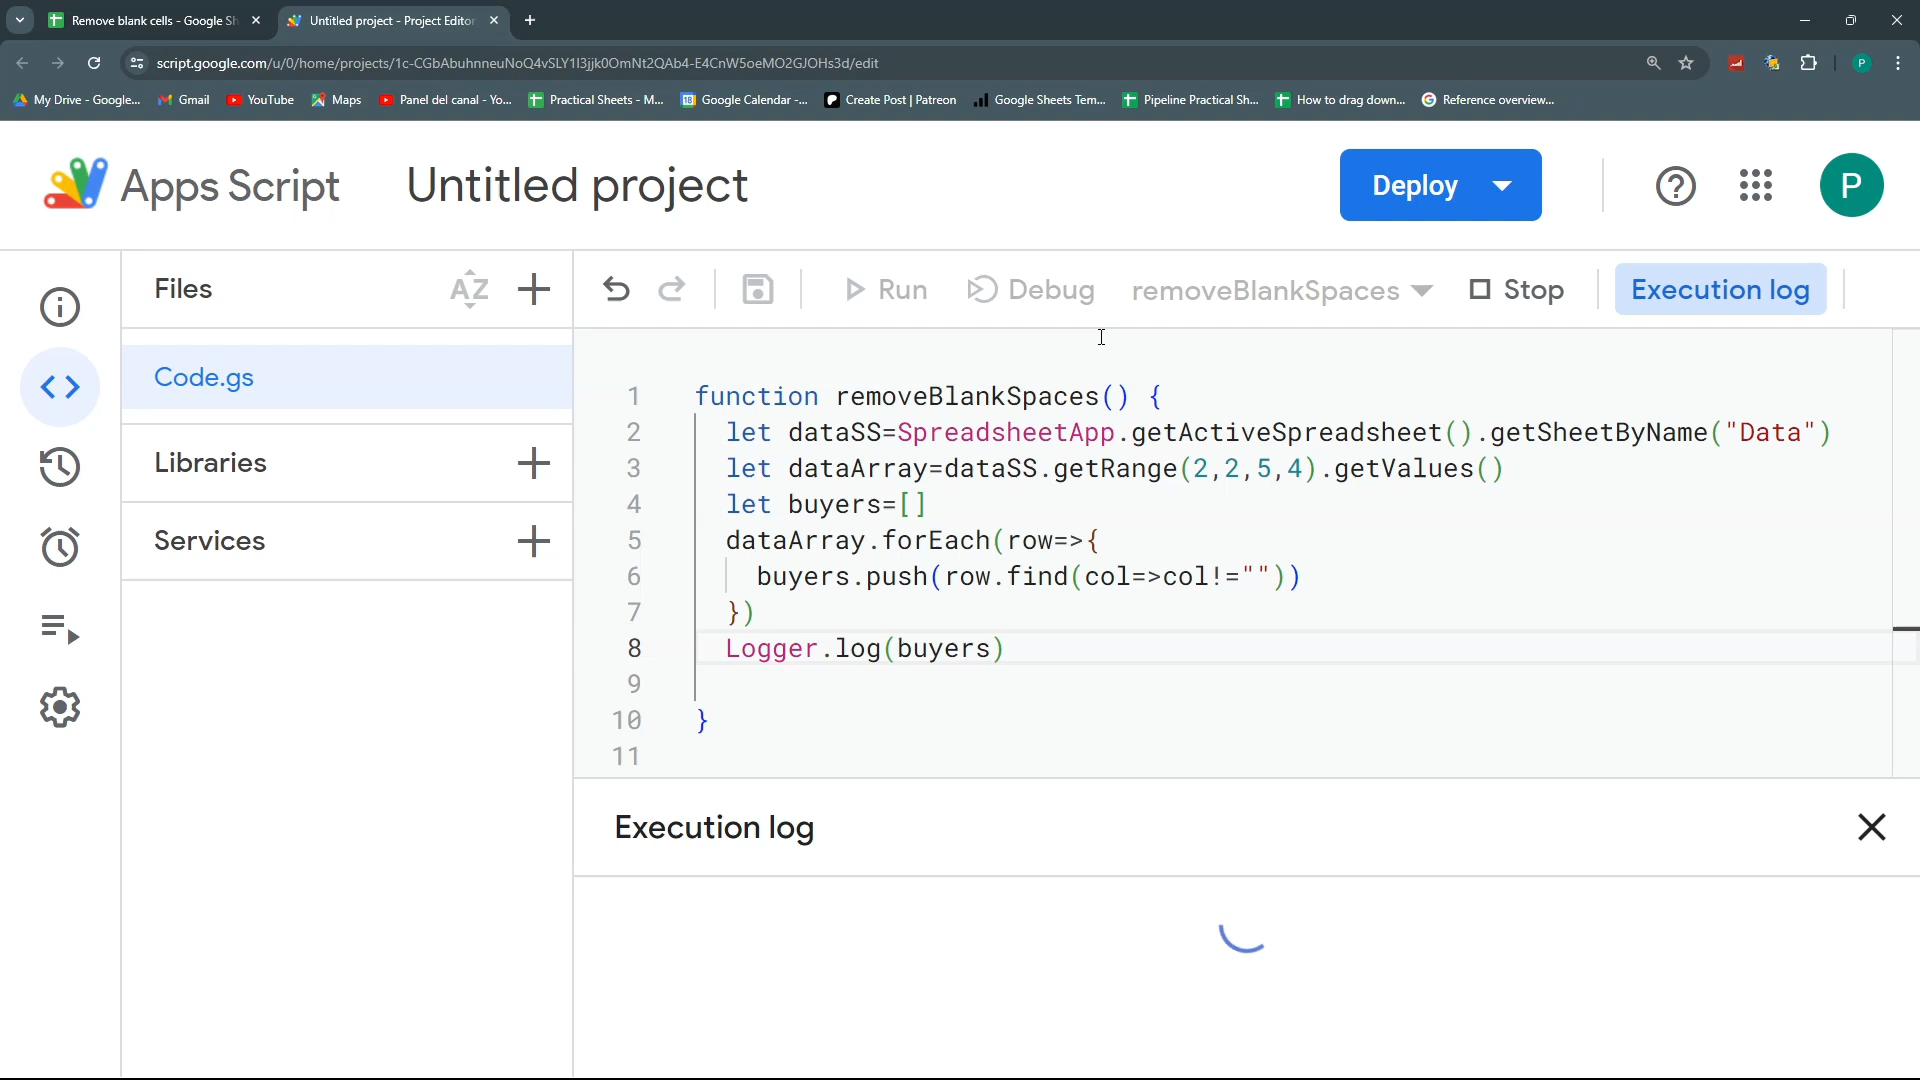 Remove blank cells - Google Sh
Untitled project - Project Editor
script.google.com/u/0/home/projects/1c-CGbAbuhnneuNoQ4vSLY1I3jjk0OmNt2QAb4-E4CnW5oeMO2GJOHs3d/edit
P
My Drive - Google...
Gmail
YouTube
Maps
Panel del canal - Yo...
Practical Sheets - M...
18
Google Calendar -...
Create Post | Patreon
Google Sheets Tem...
Pipeline Practical Sh...
How to drag down...
Reference overview...
Apps Script
Untitled project
Deploy
P
Files
AZ
Run
Debug
removeBlankSpaces
Stop
Execution log
Code.gs
Libraries
Services
1 function removeBlankSpaces() {
2 let dataSS=SpreadsheetApp.getActiveSpreadsheet().getSheetByName("Data")
3 let dataArray=dataSS.getRange(2,2,5,4).getValues()
4 let buyers=[]
5 dataArray.forEach(row=>{
6 buyers.push(row.find(col=>col!=""))
7 })
8 Logger.log(buyers)
9
10 }
11
Execution log